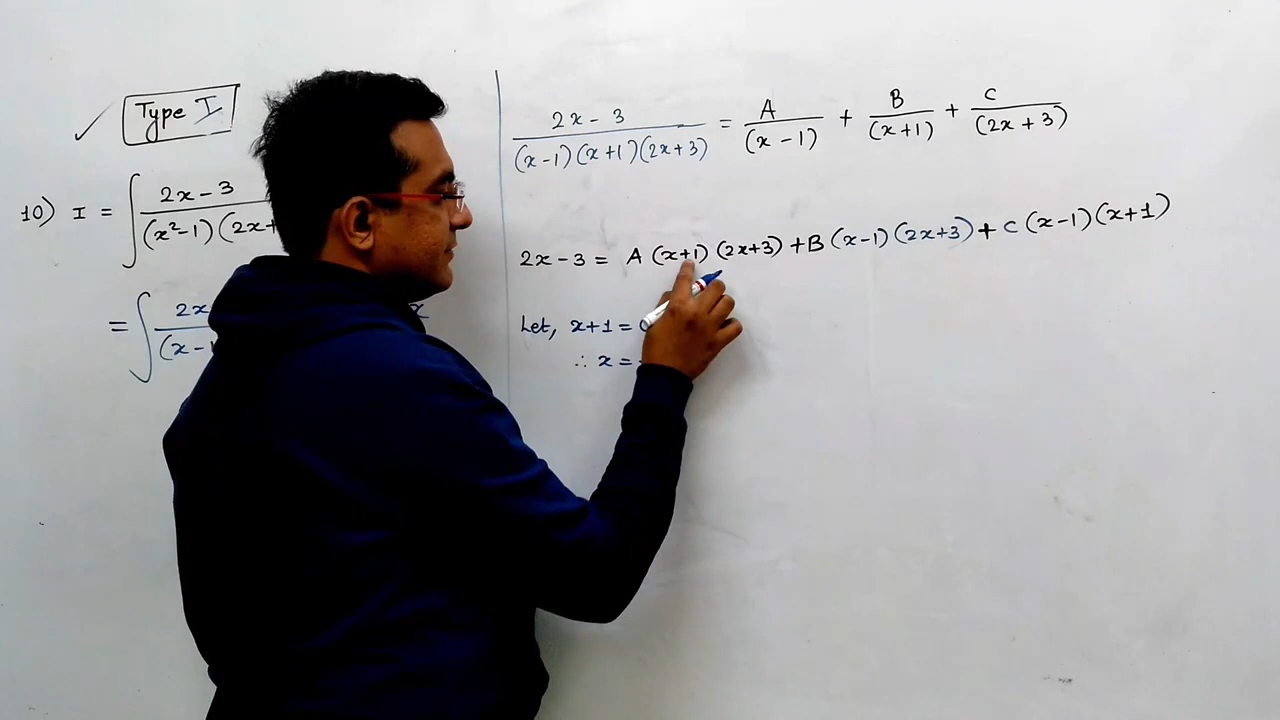 Type I
10) I = ∫ 2x - 3 / (x² - 1)(2x+
= ∫ 2x / (x -
2x - 3 / (x - 1)(x + 1)(2x + 3) = A / (x - 1) + B / (x + 1) + C / (2x + 3)
2x - 3 = A (x+1)(2x+3) + B (x-1)(2x+3) + C (x-1)(x+1)
Let, x+1 = 0
∴ x =